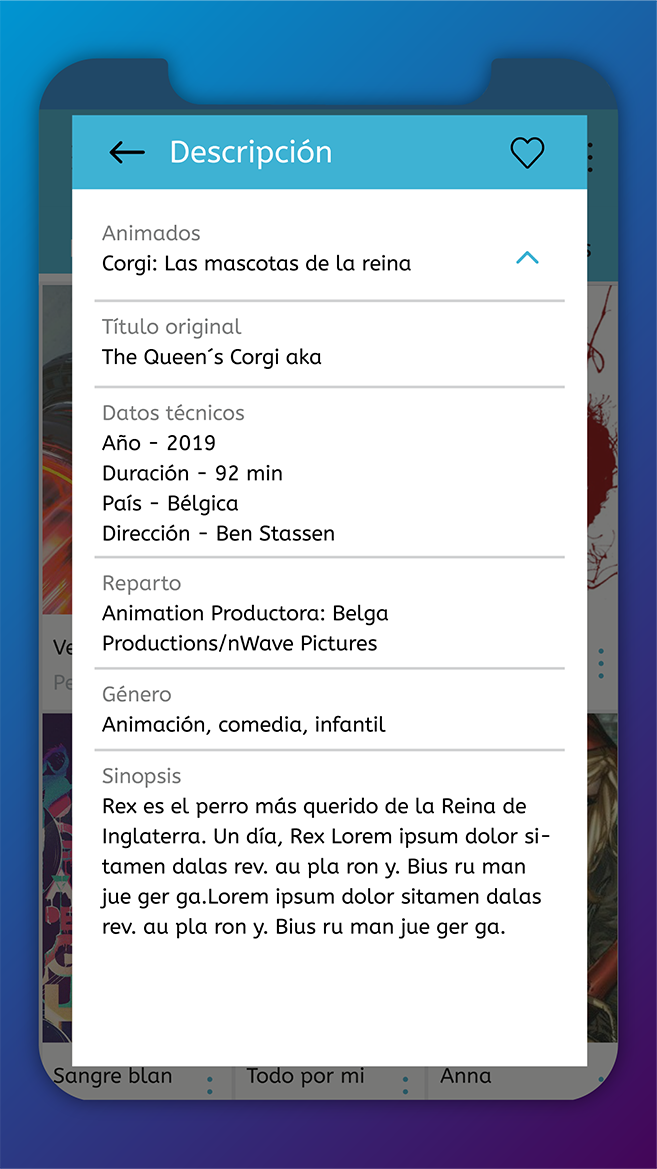 Descripción
Animados
Corgi: Las mascotas de la reina
Título original
The Queen´s Corgi aka
Datos técnicos
Año - 2019
Duración - 92 min
País - Bélgica
Dirección - Ben Stassen
Reparto
Animation Productora: Belga
Productions/nWave Pictures
Género
Animación, comedia, infantil
Sinopsis
Rex es el perro más querido de la Reina de
Inglaterra. Un día, Rex Lorem ipsum dolor si-
tamen dalas rev. au pla ron y. Bius ru man
jue ger ga.Lorem ipsum dolor sitamen dalas
rev. au pla ron y. Bius ru man jue ger ga.
Sangre blan Todo por mi Anna